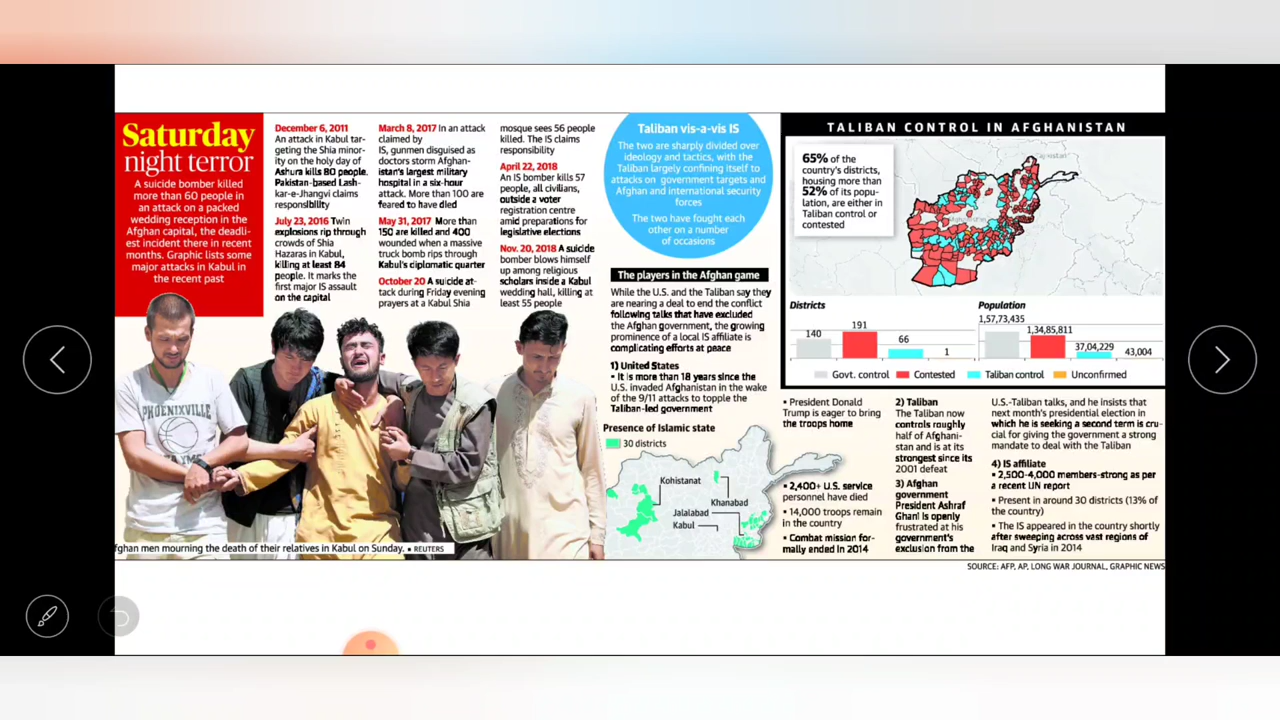 Saturday
night terror
A suicide bomber killed
more than 60 people in
an attack on a packed
wedding reception in the
Afghan capital, the deadli-
est incident there in recent
months. Graphic lists some
major attacks in Kabul in
the recent past
December 6, 2011
An attack in Kabul tar-
geting the Shia minor-
ity on the holy day of
Ashura kills 80 people.
Pakistan-based Lash-
kar-e-Jhangvi claims
responsibility
July 23, 2016 Twin
explosions rip through
crowds of Shia
Hazaras in Kabul,
killing at least 84
people. It marks the
first major IS assault
on the capital
March 8, 2017 In an attack
claimed by
IS, gunmen disguised as
doctors storm Afghan-
istan's largest military
hospital in a six-hour
attack. More than 100 are
feared to have died
May 31, 2017 More than
150 are killed and 400
wounded when a massive
truck bomb rips through
Kabul's diplomatic quarter
October 20 A suicide at-
tack during Friday evening
prayers at a Kabul Shia
mosque sees 56 people
killed. The IS claims
responsibility
April 22, 2018
An IS bomber kills 57
people, all civilians,
outside a voter
registration centre
amid preparations for
legislative elections
Nov. 20, 2018 A suicide
bomber blows himself
up among religious
scholars inside a Kabul
wedding hall, killing at
least 55 people
PHOENIXVILLE
fghan men mourning the death of their relatives in Kabul on Sunday. ▪ REUTERS
Taliban vis-a-vis IS
The two are sharply divided over
ideology and tactics, with the
Taliban largely confining itself to
attacks on government targets and
Afghan and international security
forces
The two have fought each
other on a number
of occasions
The players in the Afghan game
While the U.S. and the Taliban say they
are nearing a deal to end the conflict
following talks that have excluded
the Afghan government, the growing
prominence of a local IS affiliate is
complicating efforts at peace
1) United States
▪ It is more than 18 years since the
U.S. invaded Afghanistan in the wake
of the 9/11 attacks to topple the
Taliban-led government
Presence of Islamic state
30 districts
Kohistanat
Khanabad
Jalalabad
Kabul
TALIBAN CONTROL IN AFGHANISTAN
65% of the
country's districts,
housing more than
52% of its popu-
lation, are either in
Taliban control or
contested
Tajikistan
Afghanistan
Districts
140
191
66
1
Population
1,57,73,435
1,34,85,811
37,04,229
43,004
Govt. control
Contested
Taliban control
Unconfirmed
▪ President Donald
Trump is eager to bring
the troops home
▪ 2,400+ U.S. service
personnel have died
▪ 14,000 troops remain
in the country
▪ Combat mission for-
mally ended in 2014
2) Taliban
The Taliban now
controls roughly
half of Afghani-
stan and is at its
strongest since its
2001 defeat
3) Afghan
government
President Ashraf
Ghani is openly
frustrated at his
government's
exclusion from the
U.S.-Taliban talks, and he insists that
next month's presidential election in
which he is seeking a second term is cru-
cial for giving the government a strong
mandate to deal with the Taliban
4) IS affiliate
▪ 2,500-4,000 members-strong as per
a recent UN report
▪ Present in around 30 districts (13% of
the country)
▪ The IS appeared in the country shortly
after sweeping across vast regions of
Iraq and Syria in 2014
SOURCE: AFP, AP, LONG WAR JOURNAL, GRAPHIC NEWS